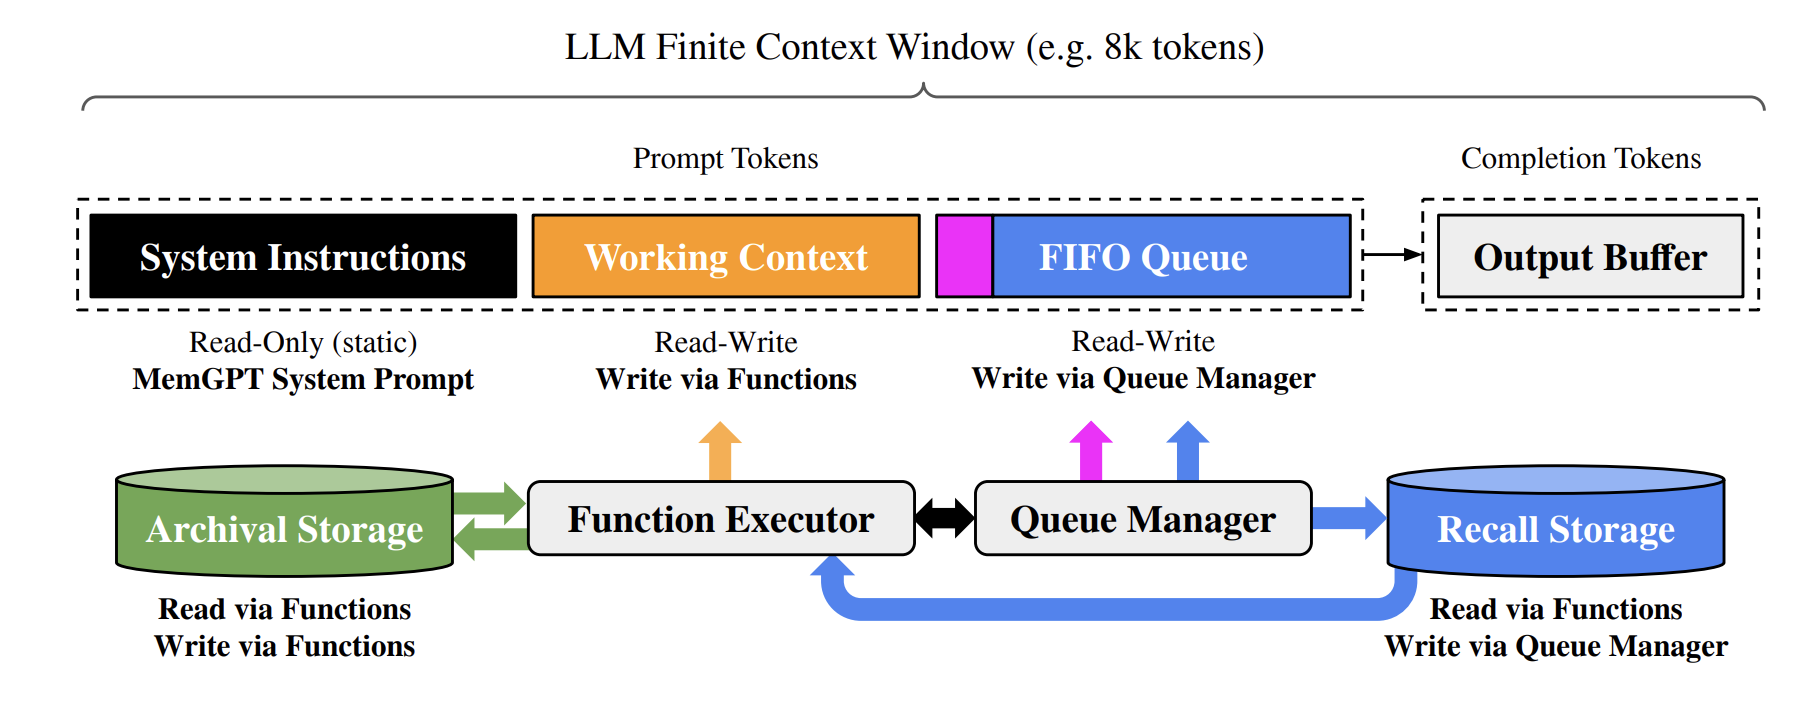 LLM Finite Context Window (e.g. 8k tokens)
Prompt Tokens
Completion Tokens
System Instructions
Working Context
FIFO Queue
Output Buffer
Read-Only (static)
MemGPT System Prompt
Read-Write
Write via Functions
Read-Write
Write via Queue Manager
Archival Storage
Function Executor
Queue Manager
Recall Storage
Read via Functions
Write via Functions
Read via Functions
Write via Queue Manager